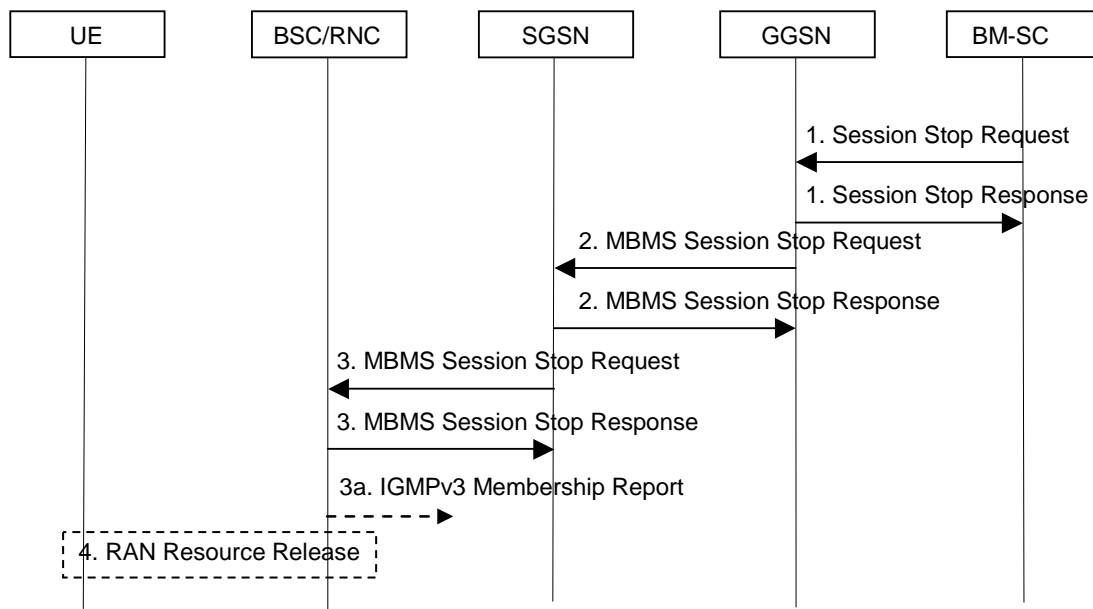 UE
BSC/RNC
SGSN
GGSN
BM-SC
1. Session Stop Request
1. Session Stop Response
2. MBMS Session Stop Request
2. MBMS Session Stop Response
3. MBMS Session Stop Request
3. MBMS Session Stop Response
3a. IGMPv3 Membership Report
4. RAN Resource Release